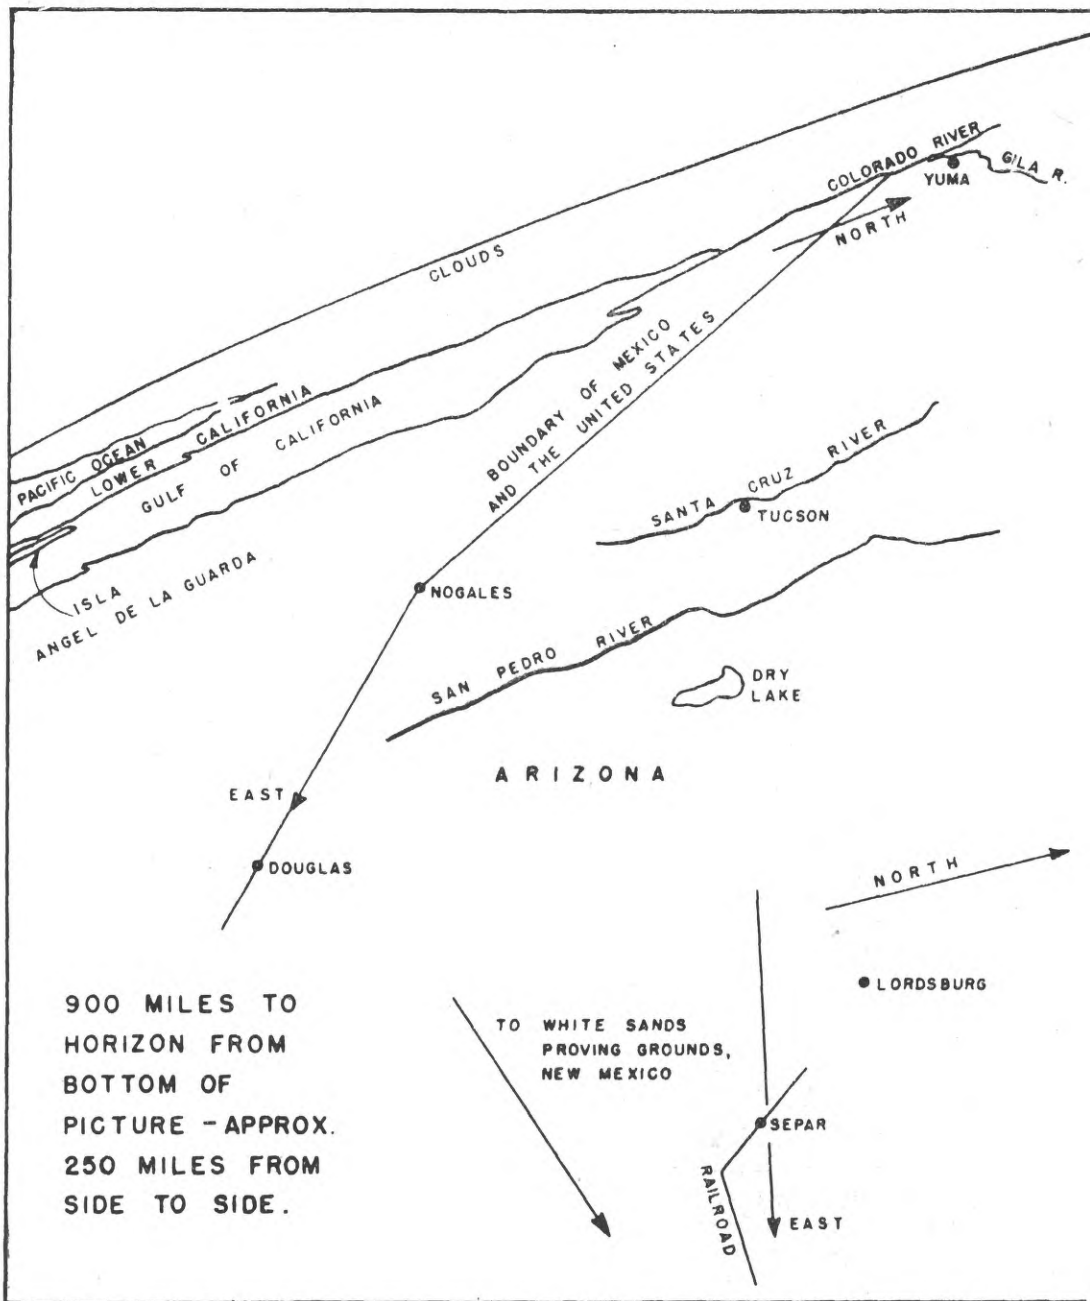 CLOUDS
COLORADO RIVER
GILA R.
YUMA
NORTH
PACIFIC OCEAN
LOWER CALIFORNIA
GULF OF CALIFORNIA
ISLA
ANGEL DE LA GUARDA
BOUNDARY OF MEXICO
AND THE UNITED STATES
SANTA CRUZ RIVER
TUCSON
NOGALES
SAN PEDRO RIVER
DRY
LAKE
ARIZONA
EAST
DOUGLAS
NORTH
LORDSBURG
900 MILES TO
HORIZON FROM
BOTTOM OF
PICTURE - APPROX.
250 MILES FROM
SIDE TO SIDE.
TO WHITE SANDS
PROVING GROUNDS,
NEW MEXICO
SEPAR
RAILROAD
EAST